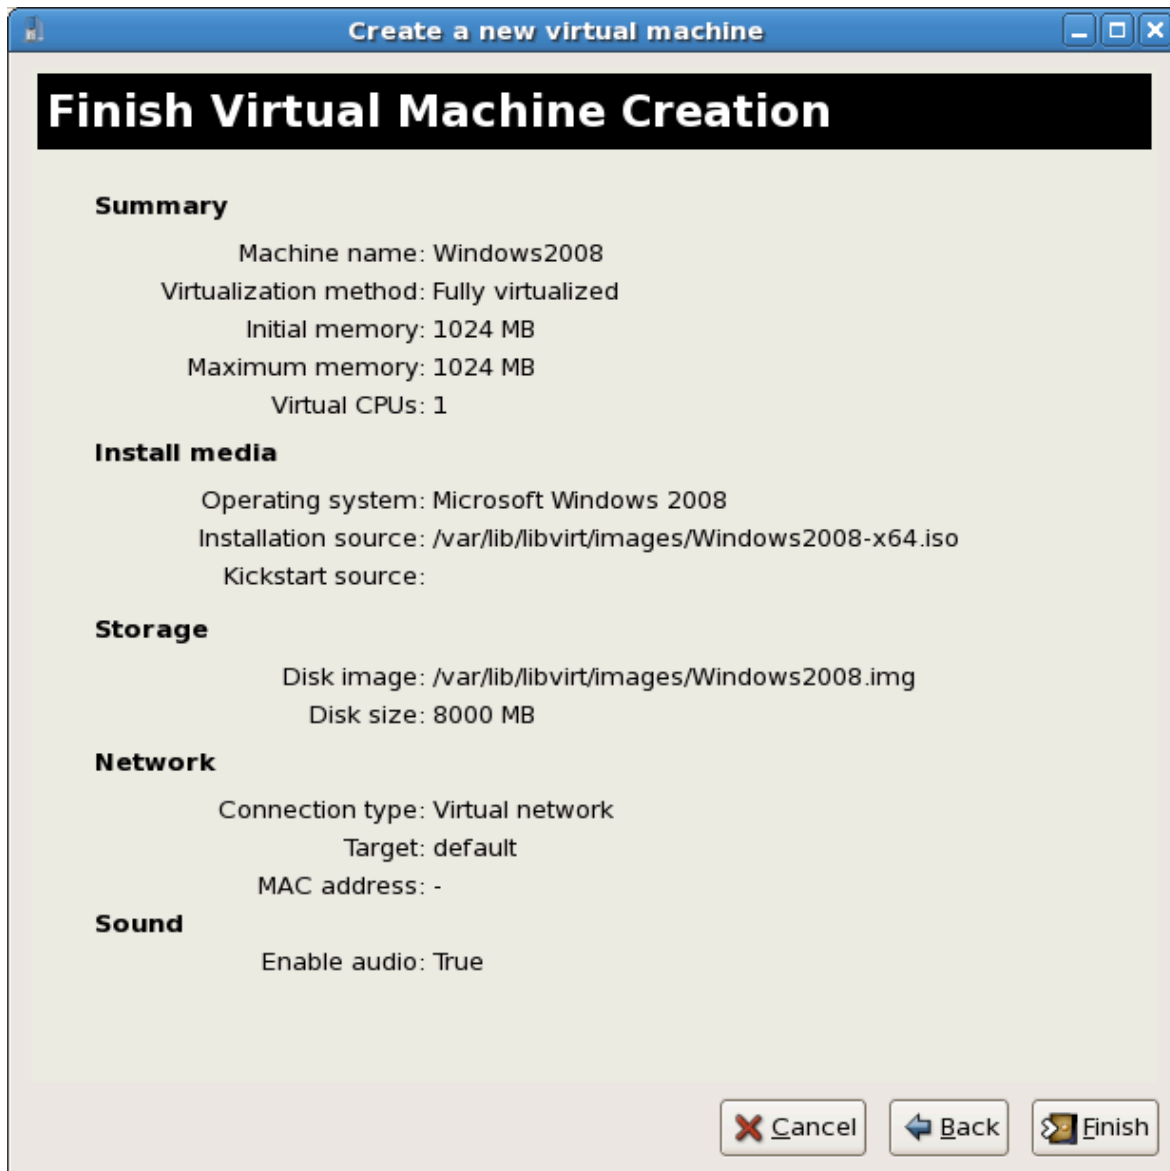 Create a new virtual machine
Finish Virtual Machine Creation
Summary
Machine name: Windows2008
Virtualization method: Fully virtualized
Initial memory: 1024 MB
Maximum memory: 1024 MB
Virtual CPUs: 1
Install media
Operating system: Microsoft Windows 2008
Installation source: /var/lib/libvirt/images/Windows2008-x64.iso
Kickstart source:
Storage
Disk image: /var/lib/libvirt/images/Windows2008.img
Disk size: 8000 MB
Network
Connection type: Virtual network
Target: default
MAC address: -
Sound
Enable audio: True
Cancel Back Finish